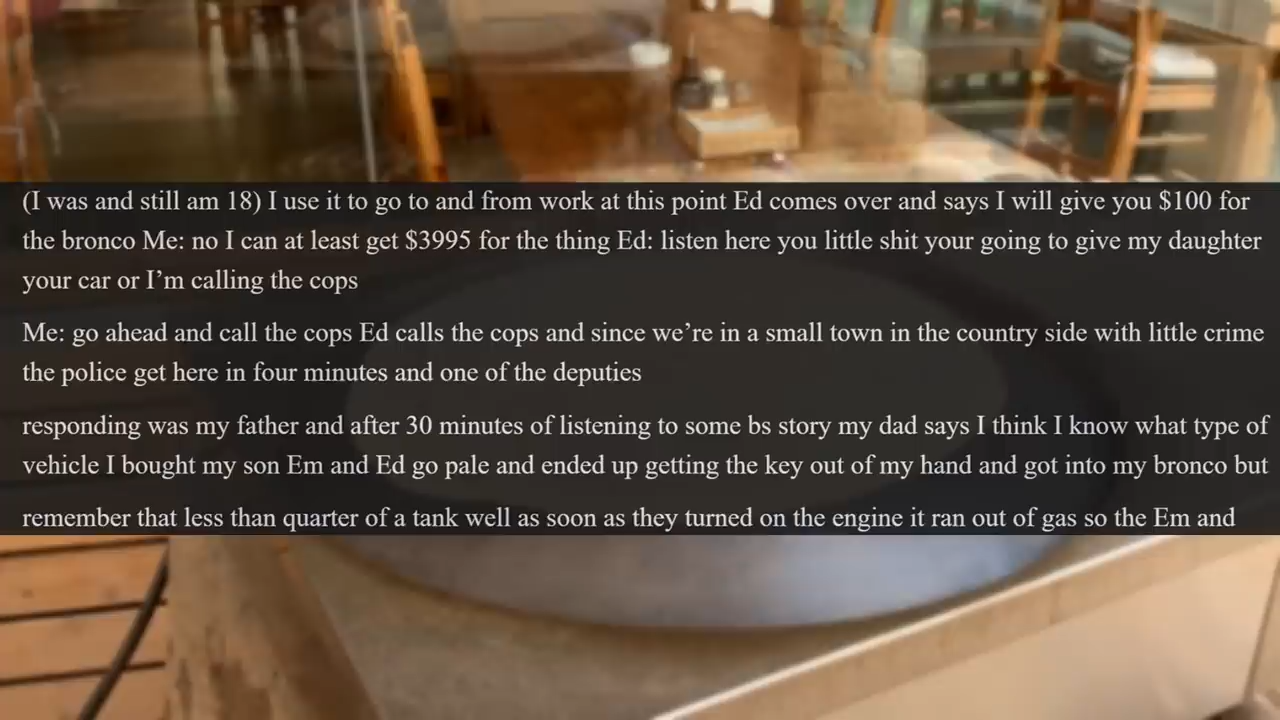 (I was and still am 18) I use it to go to and from work at this point Ed comes over and says I will give you $100 for
the bronco Me: no I can at least get $3995 for the thing Ed: listen here you little shit your going to give my daughter
your car or I’m calling the cops
Me: go ahead and call the cops Ed calls the cops and since we’re in a small town in the country side with little crime
the police get here in four minutes and one of the deputies
responding was my father and after 30 minutes of listening to some bs story my dad says I think I know what type of
vehicle I bought my son Em and Ed go pale and ended up getting the key out of my hand and got into my bronco but
remember that less than quarter of a tank well as soon as they turned on the engine it ran out of gas so the Em and